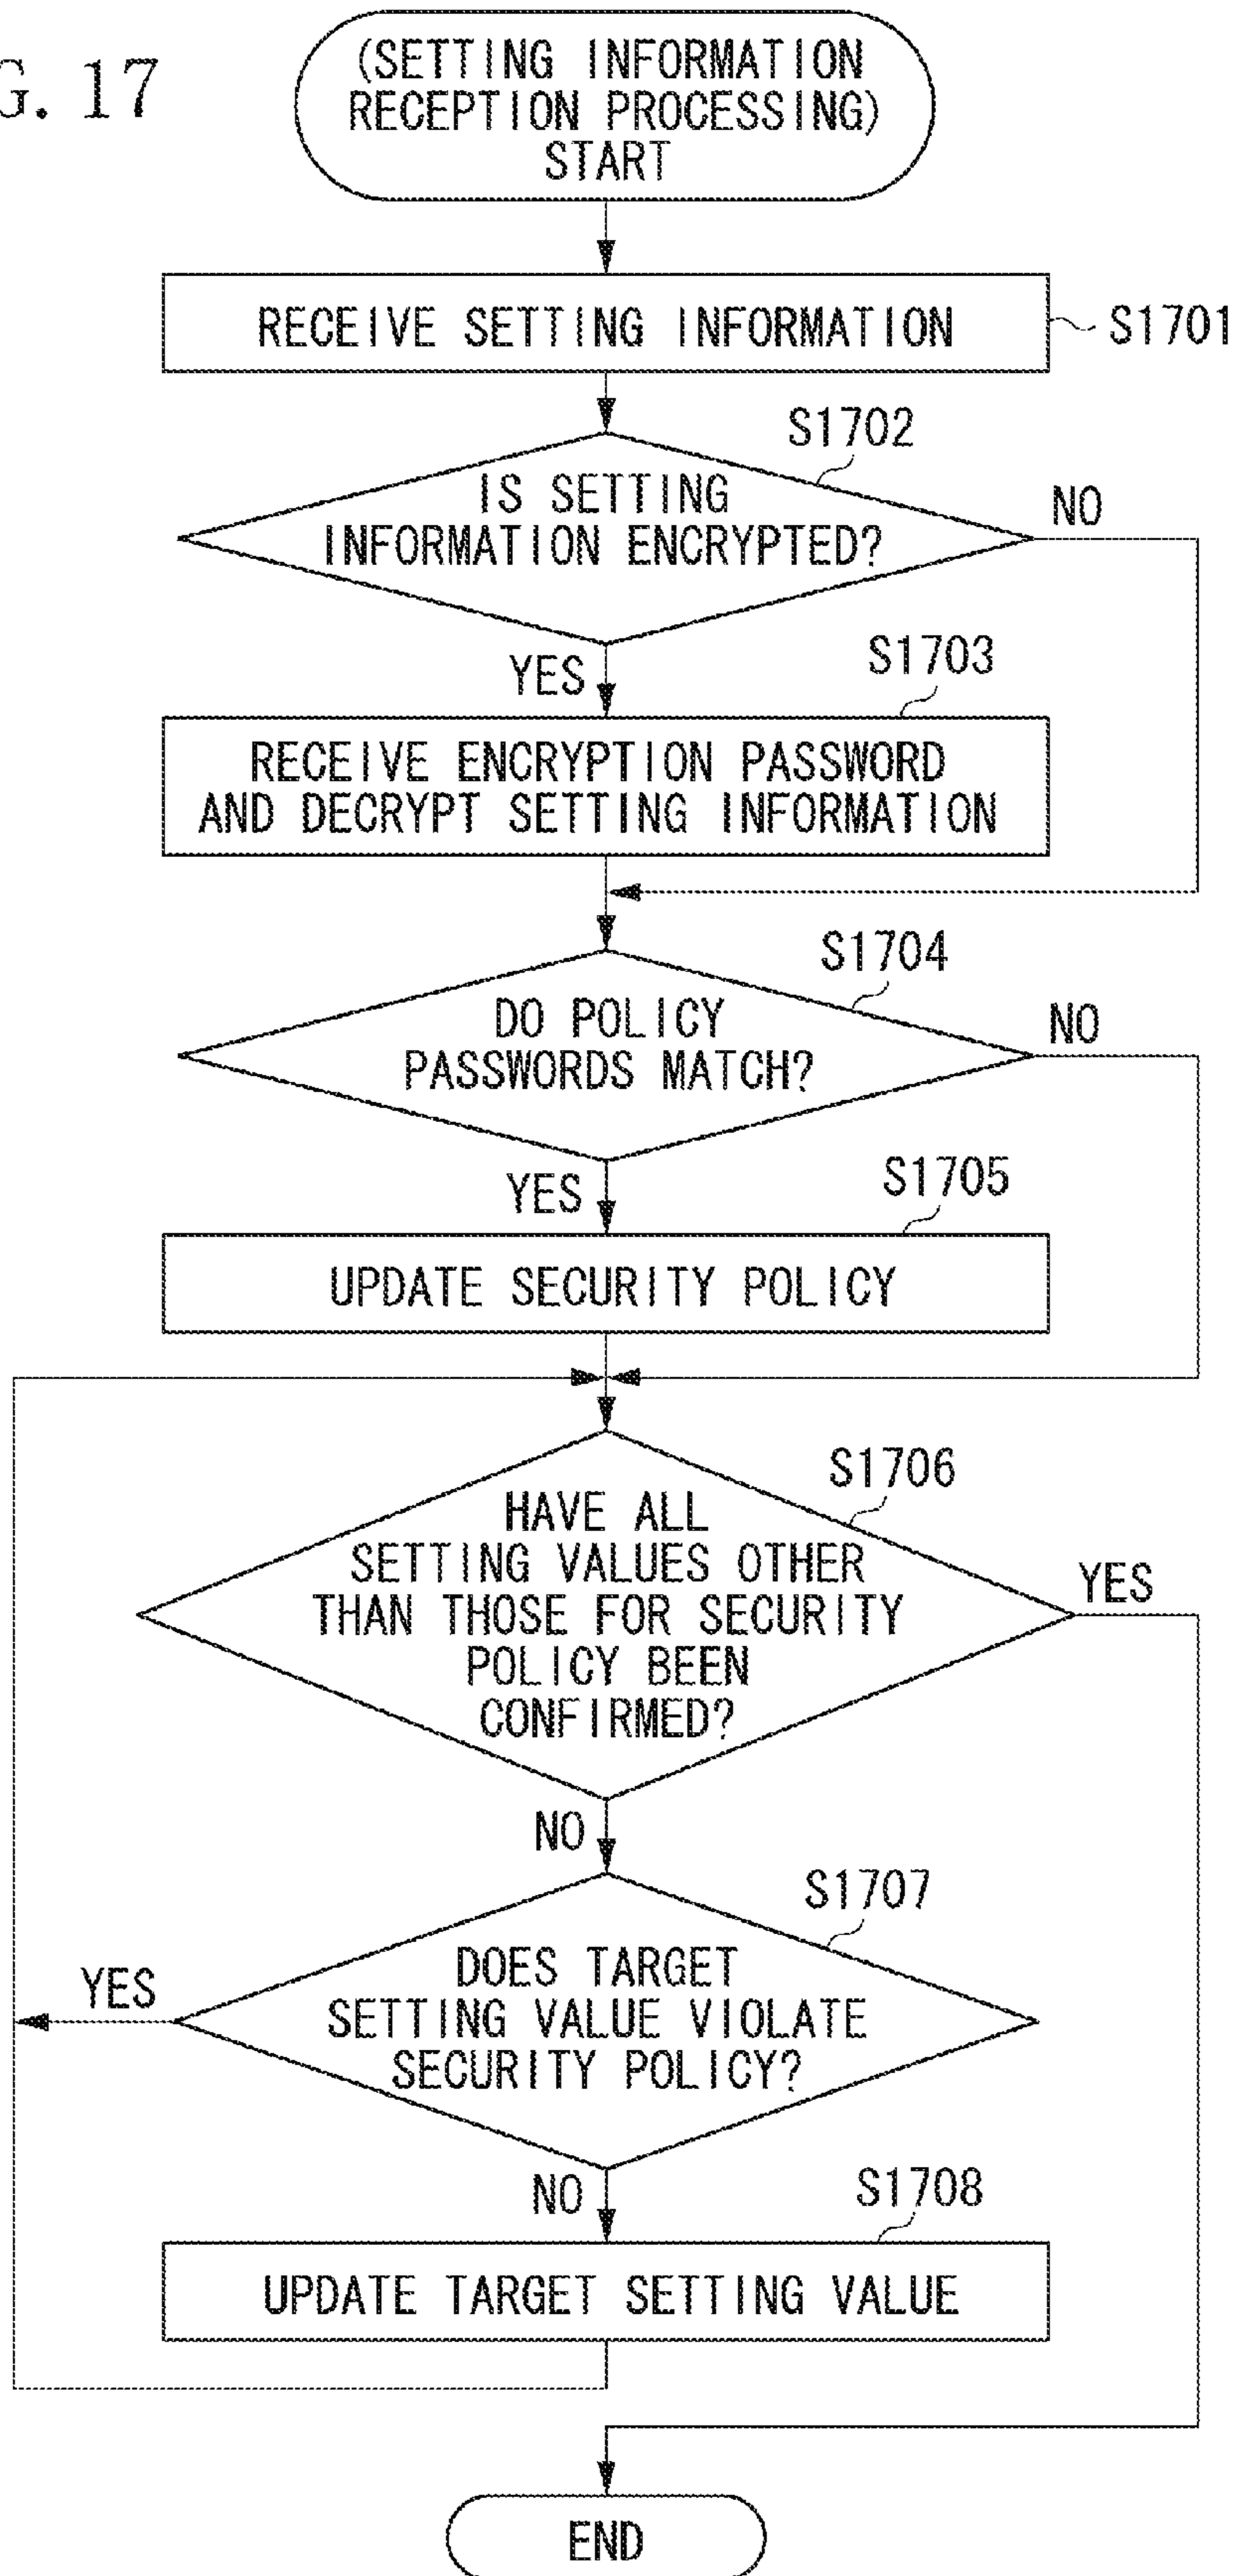 G. 17
(SETTING INFORMATION
RECEPTION PROCESSING)
START
RECEIVE SETTING INFORMATION
S1701
S1702
IS SETTING
INFORMATION ENCRYPTED?
NO
YES
S1703
RECEIVE ENCRYPTION PASSWORD
AND DECRYPT SETTING INFORMATION
S1704
DO POLICY
PASSWORDS MATCH?
NO
YES
S1705
UPDATE SECURITY POLICY
S1706
HAVE ALL
SETTING VALUES OTHER
THAN THOSE FOR SECURITY
POLICY BEEN
CONFIRMED?
YES
NO
S1707
DOES TARGET
SETTING VALUE VIOLATE
SECURITY POLICY?
YES
NO
S1708
UPDATE TARGET SETTING VALUE
END